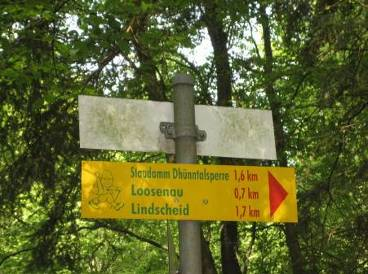 Staudamm Dhünntalsperre 1,6 km
Loosenau 0,7 km
Lindscheid 1,7 km